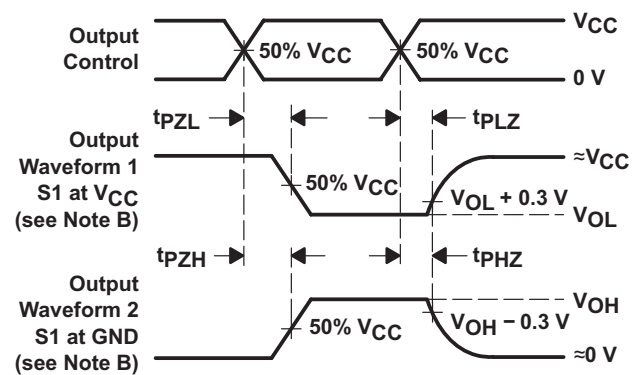 Output
Control
50% VCC
50% VCC
VCC
0 V
tPZL
tPLZ
Output
Waveform 1
S1 at VCC
(see Note B)
50% VCC
≈VCC
VOL + 0.3 V
VOL
tPZH
tPHZ
Output
Waveform 2
S1 at GND
(see Note B)
50% VCC
VOH
VOH − 0.3 V
≈0 V